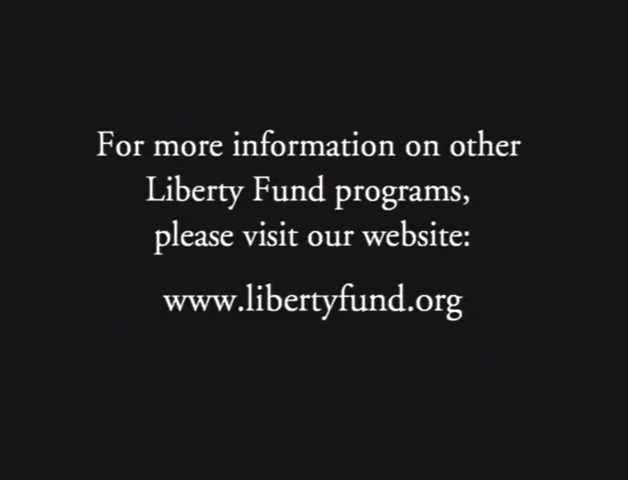 For more information on other
Liberty Fund programs,
please visit our website:
www.libertyfund.org